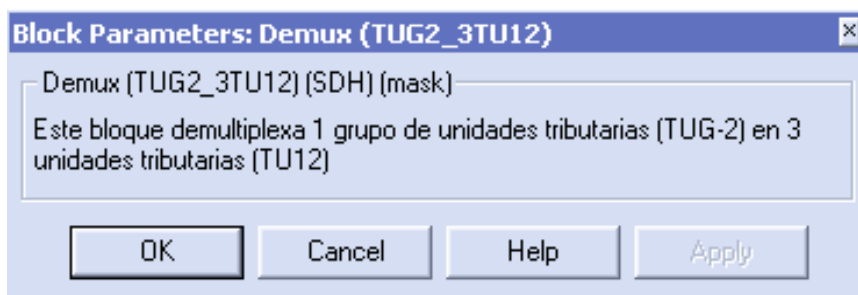 Block Parameters: Demux (TUG2_3TU12)
Demux (TUG2_3TU12) (SDH) (mask)
Este bloque demultiplexa 1 grupo de unidades tributarias (TUG-2) en 3
unidades tributarias (TU12)
OK Cancel Help Apply